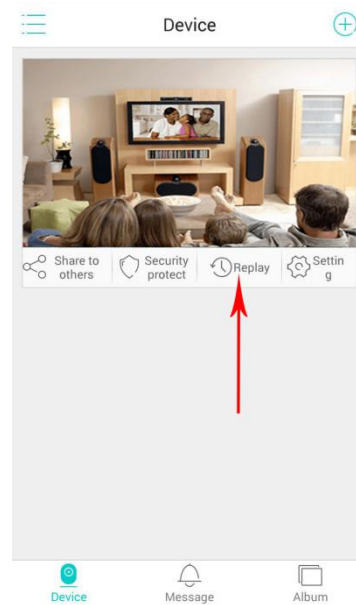 Device
Share to
others
Security
protect
Replay
Settin
g
Device
Message
Album